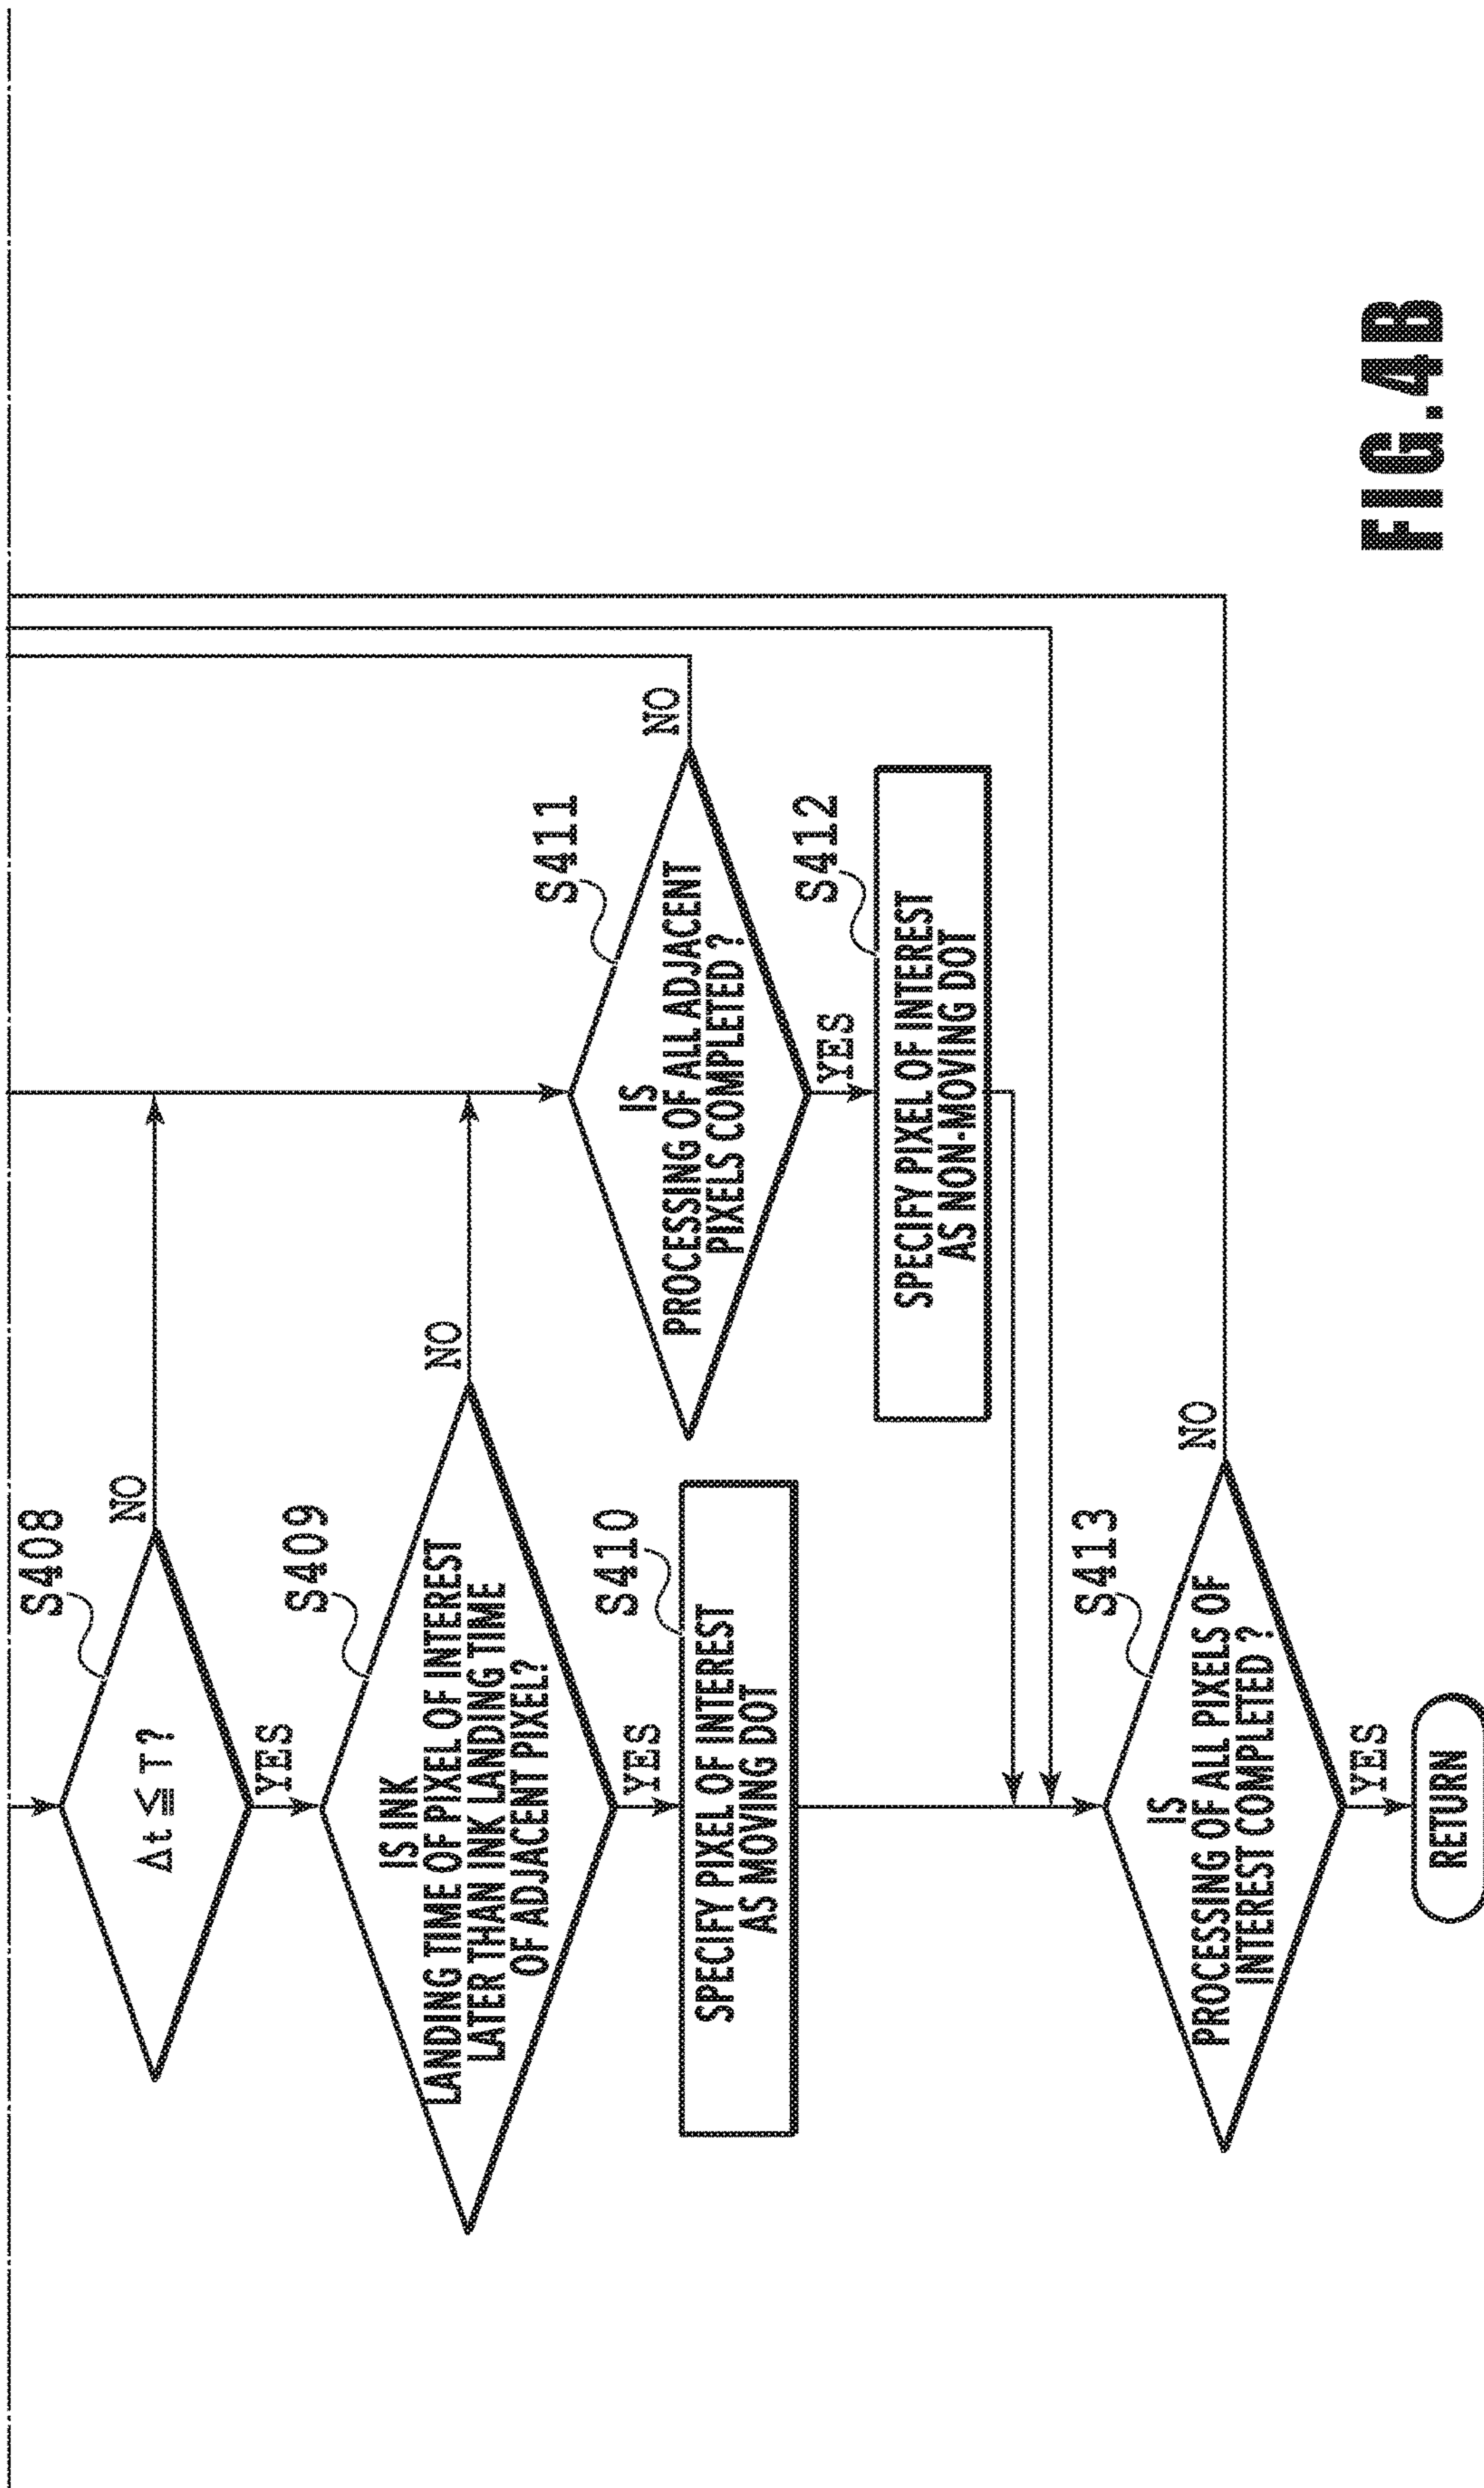 S408
Δt ≦ T?
NO
YES
S409
IS INK
LANDING TIME OF PIXEL OF INTEREST
LATER THAN INK LANDING TIME
OF ADJACENT PIXEL?
NO
YES
S410
SPECIFY PIXEL OF INTEREST
AS MOVING DOT
S411
IS
PROCESSING OF ALL ADJACENT
PIXELS COMPLETED ?
NO
YES
S412
SPECIFY PIXEL OF INTEREST
AS NON-MOVING DOT
S413
IS
PROCESSING OF ALL PIXELS OF
INTEREST COMPLETED ?
NO
YES
RETURN
FIG.4B